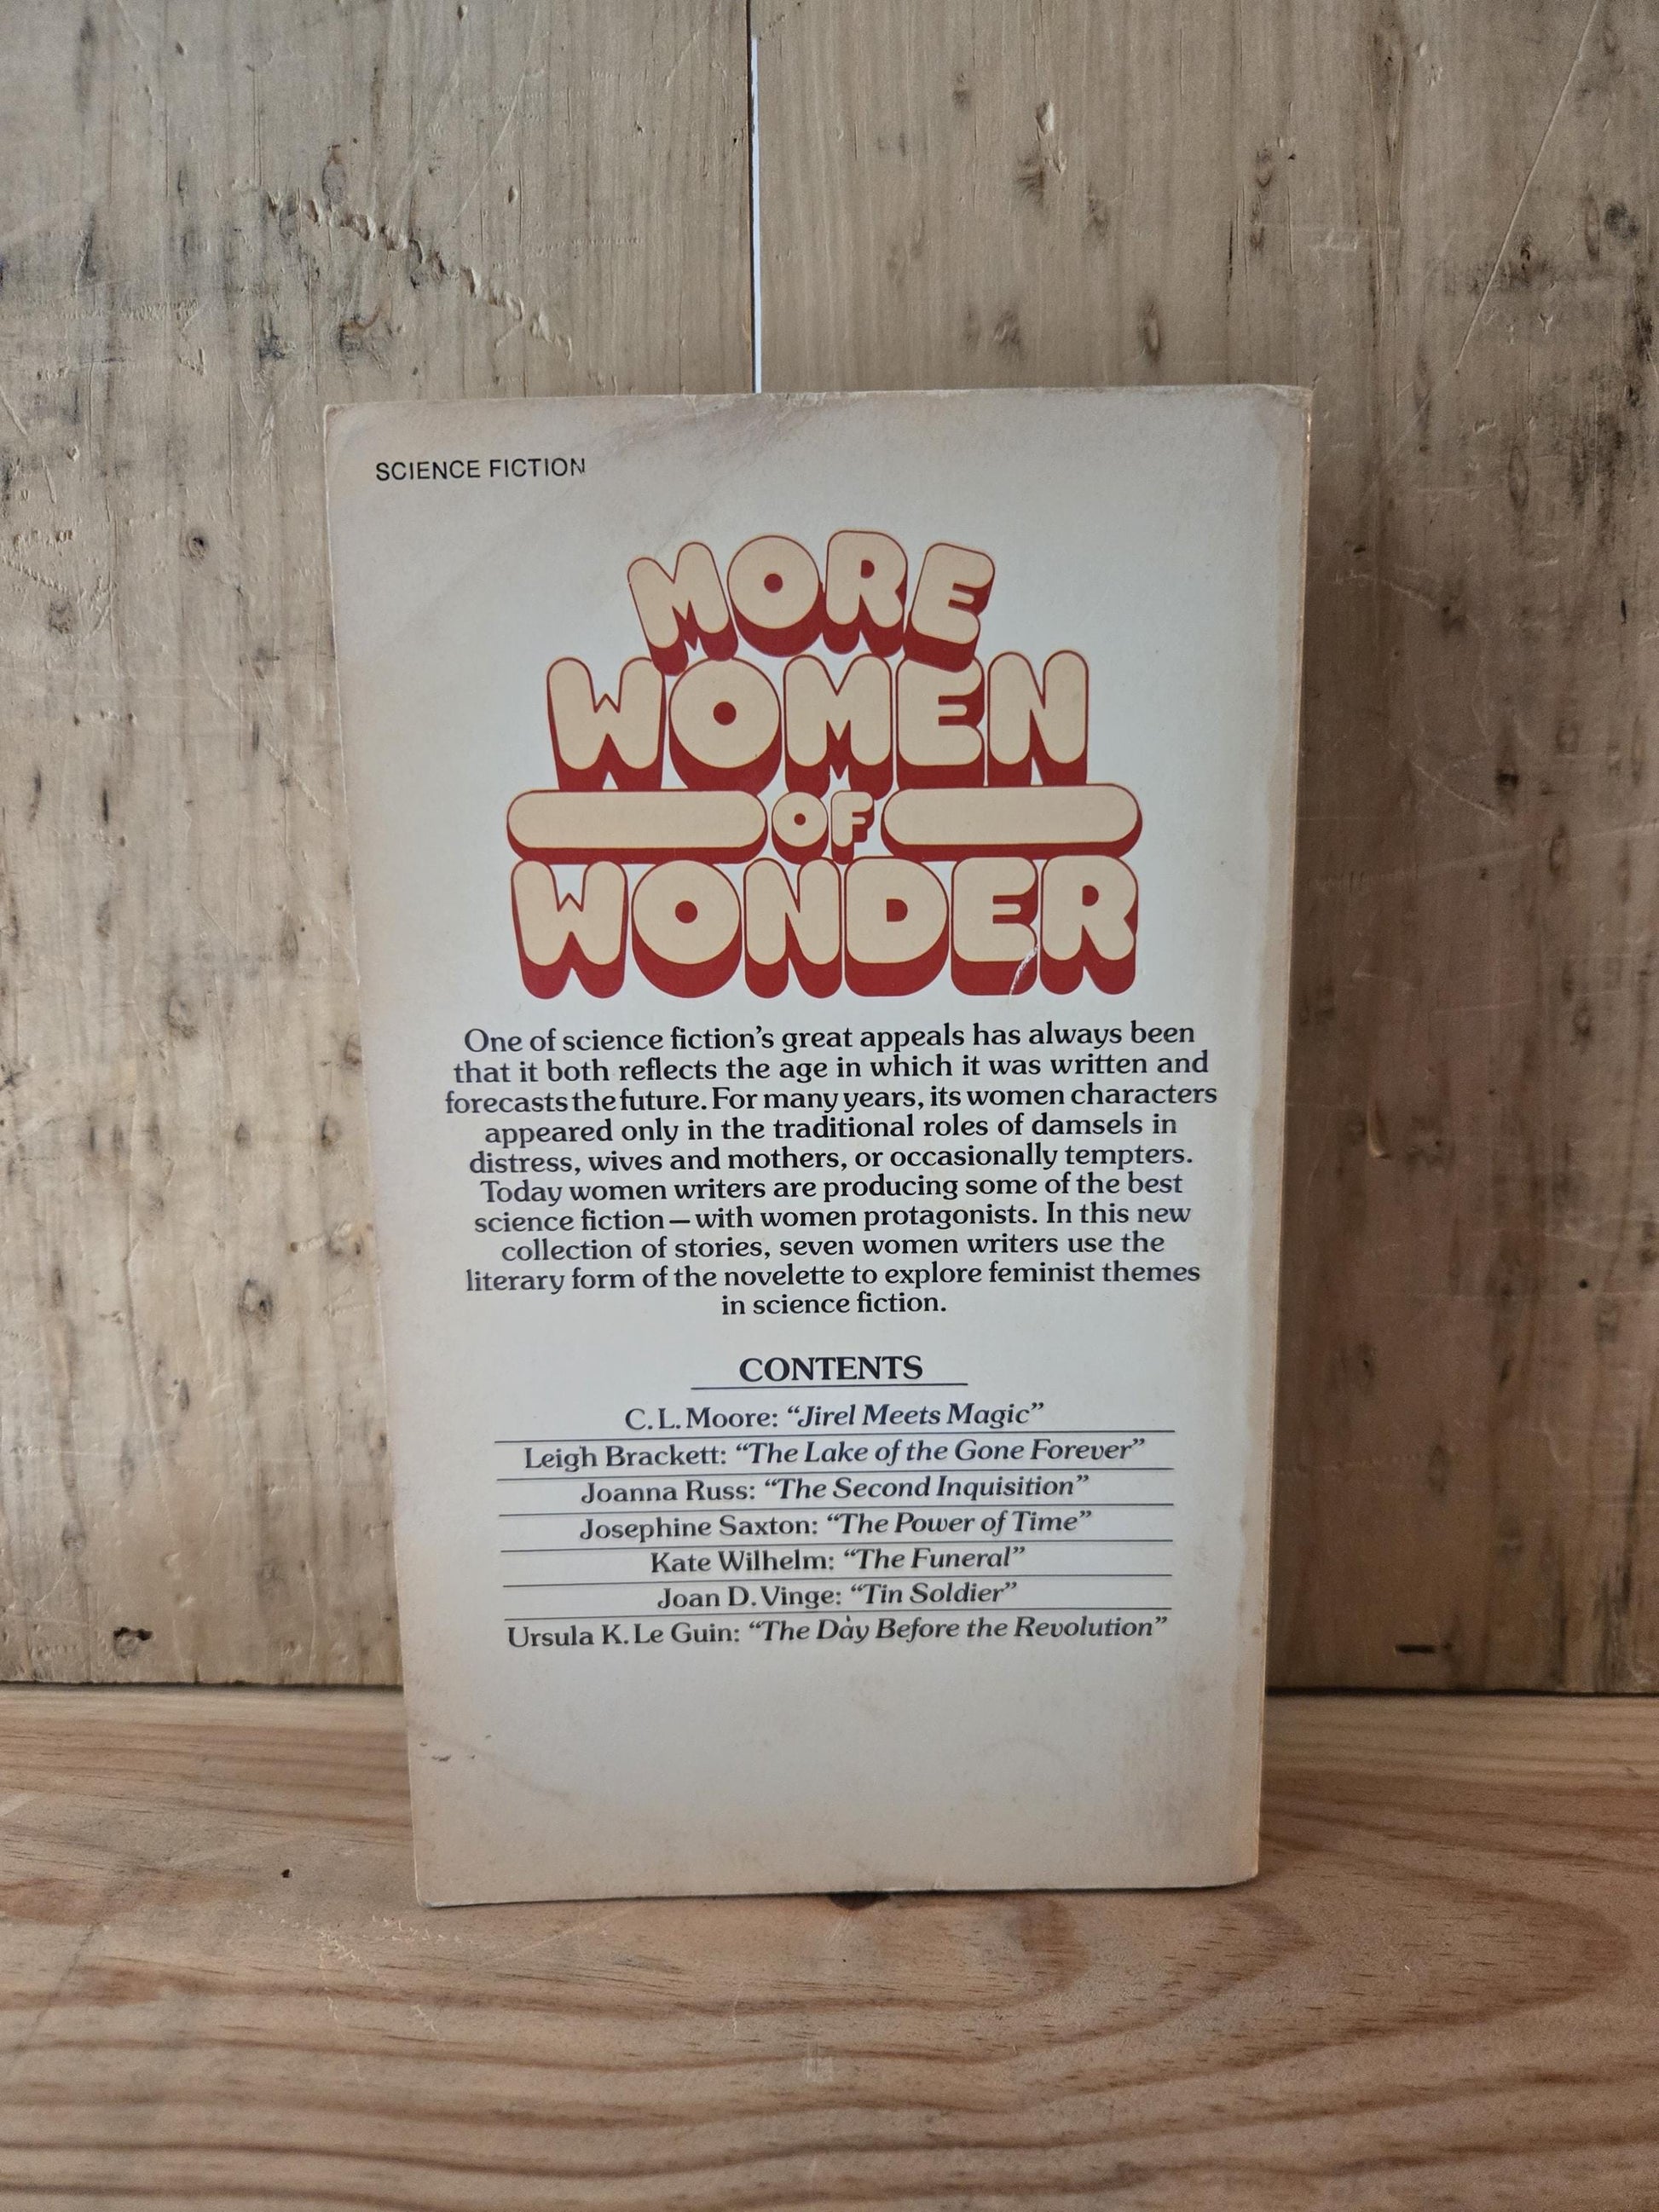 SCIENCE FICTION
MORE
WOMEN
OF
WONDER
One of science fiction's great appeals has always been
that it both reflects the age in which it was written and
forecasts the future. For many years, its women characters
appeared only in the traditional roles of damsels in
distress, wives and mothers, or occasionally tempters.
Today women writers are producing some of the best
science fiction—with women protagonists. In this new
collection of stories, seven women writers use the
literary form of the novelette to explore feminist themes
in science fiction.
CONTENTS
C. L. Moore: “Jirel Meets Magic”
Leigh Brackett: “The Lake of the Gone Forever”
Joanna Russ: “The Second Inquisition”
Josephine Saxton: “The Power of Time”
Kate Wilhelm: “The Funeral”
Joan D. Vinge: “Tin Soldier”
Ursula K. Le Guin: “The Day Before the Revolution”